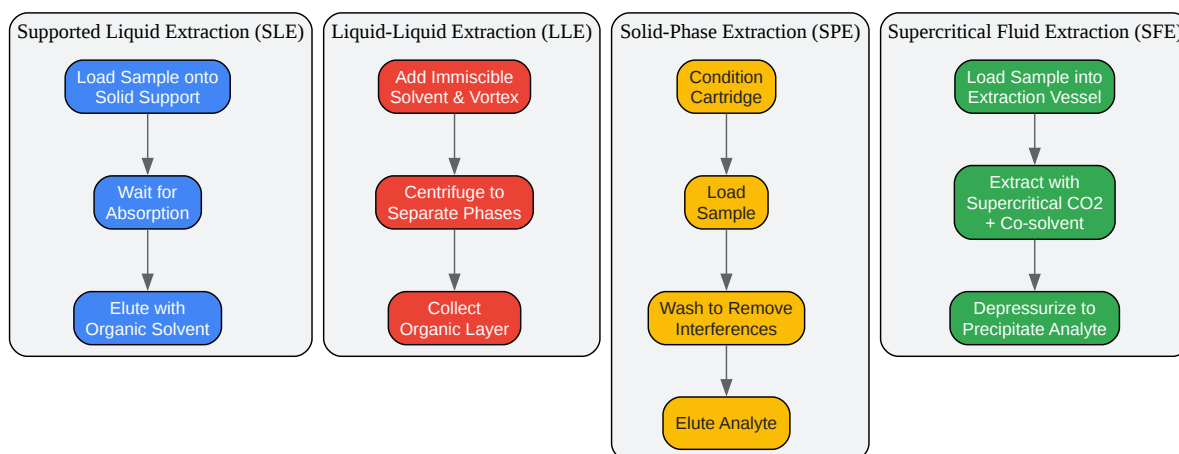 Supported Liquid Extraction (SLE)
Load Sample onto
Solid Support
Wait for
Absorption
Elute with
Organic Solvent
Liquid-Liquid Extraction (LLE)
Add Immiscible
Solvent & Vortex
Centrifuge to
Separate Phases
Collect
Organic Layer
Solid-Phase Extraction (SPE)
Condition
Cartridge
Load
Sample
Wash to Remove
Interferences
Elute Analyte
Supercritical Fluid Extraction (SFE)
Load Sample into
Extraction Vessel
Extract with
Supercritical CO2
+ Co-solvent
Depressurize to
Precipitate Analyte